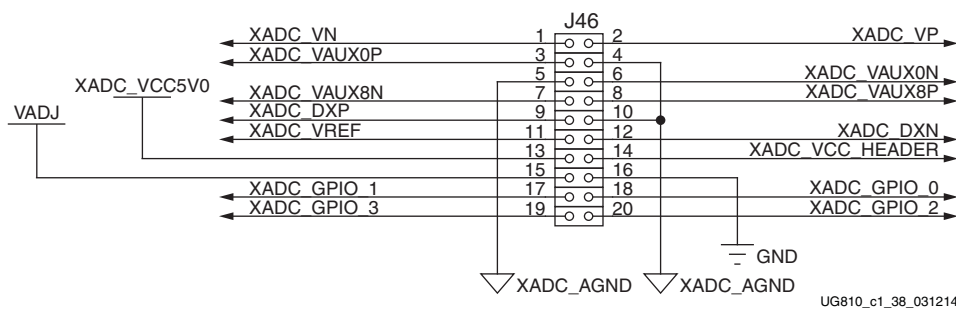 J46
XADC_VN 1 2 XADC_VP
XADC_VAUX0P 3 4
5 6 XADC_VAUX0N
XADC_VCC5V0
XADC_VAUX8N 7 8 XADC_VAUX8P
VADJ
XADC_DXP 9 10
XADC_VREF 11 12 XADC_DXN
13 14 XADC_VCC_HEADER
15 16
XADC_GPIO_1 17 18 XADC_GPIO_0
XADC_GPIO_3 19 20 XADC_GPIO_2
GND
XADC_AGND XADC_AGND
UG810_c1_38_031214